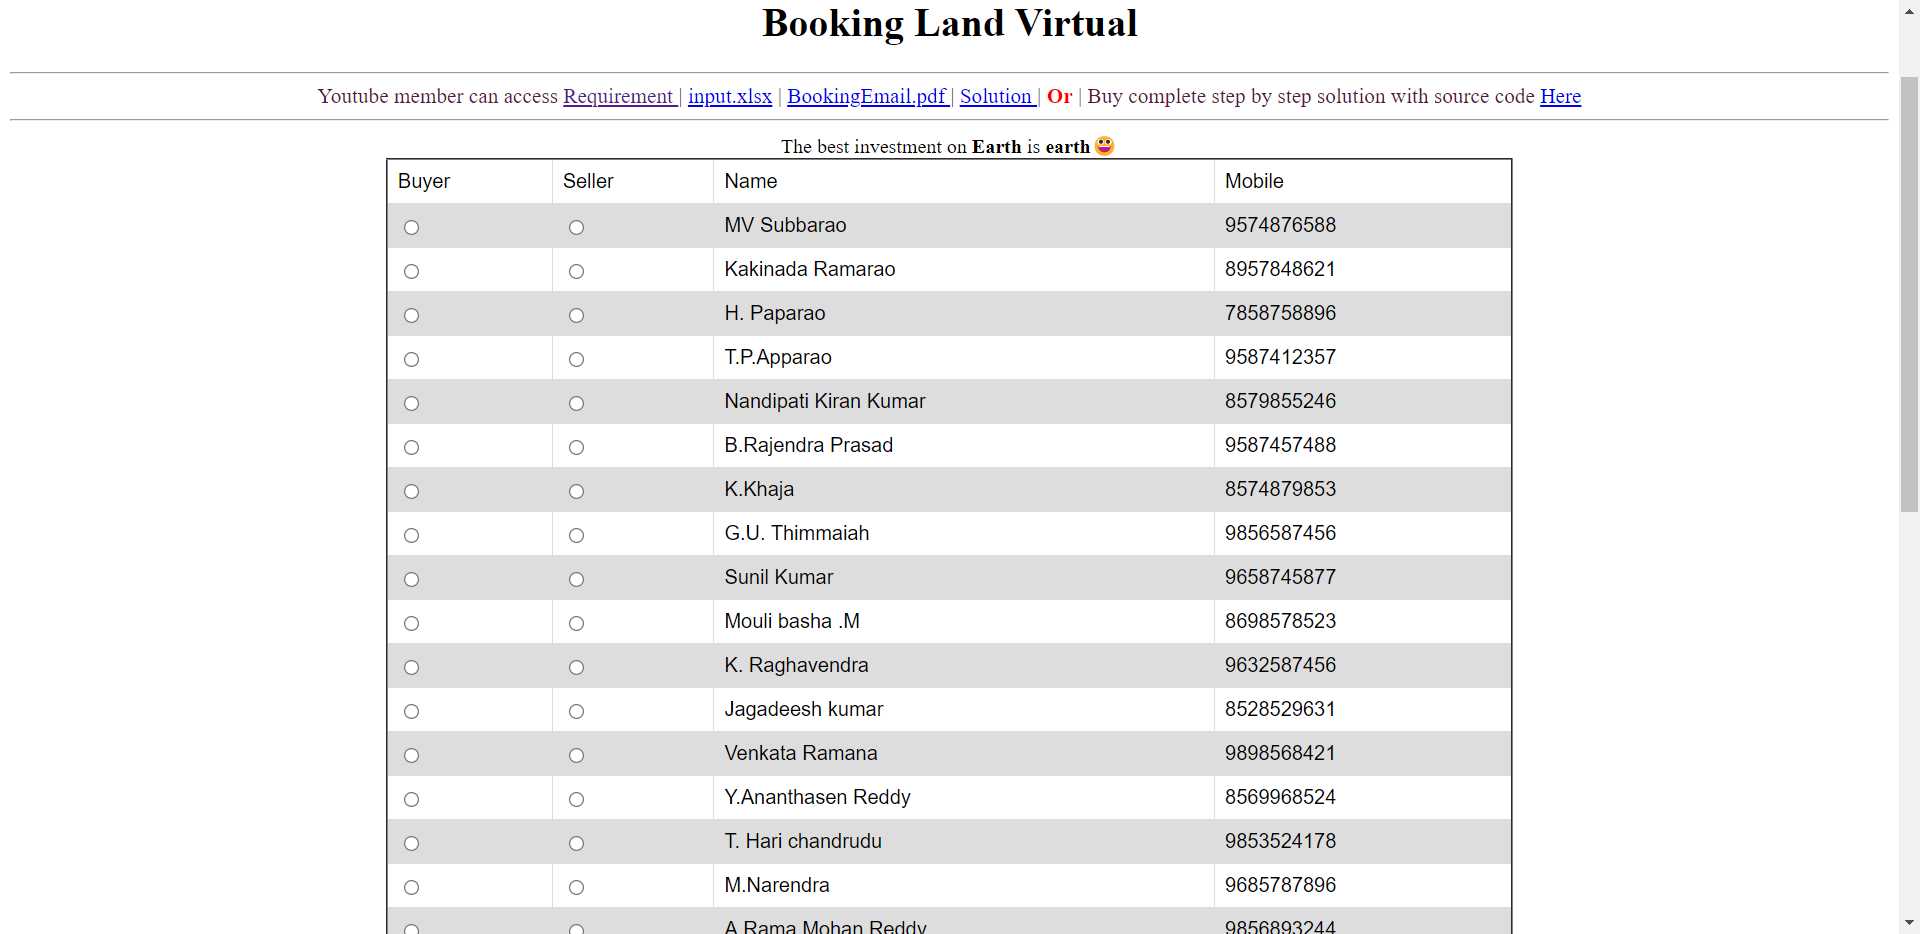 Booking Land Virtual
Youtube member can access Requirement | input.xlsx | BookingEmail.pdf | Solution | Or | Buy complete step by step solution with source code Here
The best investment on Earth is earth😀
Buyer Seller Name Mobile
MV Subbarao 9574876588
Kakinada Ramarao 8957848621
H. Paparao 7858758896
T.P.Apparao 9587412357
Nandipati Kiran Kumar 8579855246
B.Rajendra Prasad 9587457488
K.Khaja 8574879853
G.U. Thimmaiah 9856587456
Sunil Kumar 9658745877
Mouli basha .M 8698578523
K. Raghavendra 9632587456
Jagadeesh kumar 8528529631
Venkata Ramana 9898568421
Y.Ananthasen Reddy 8569968524
T. Hari chandrudu 9853524178
M.Narendra 9685787896
A Rama Mohan Reddy 9856893244